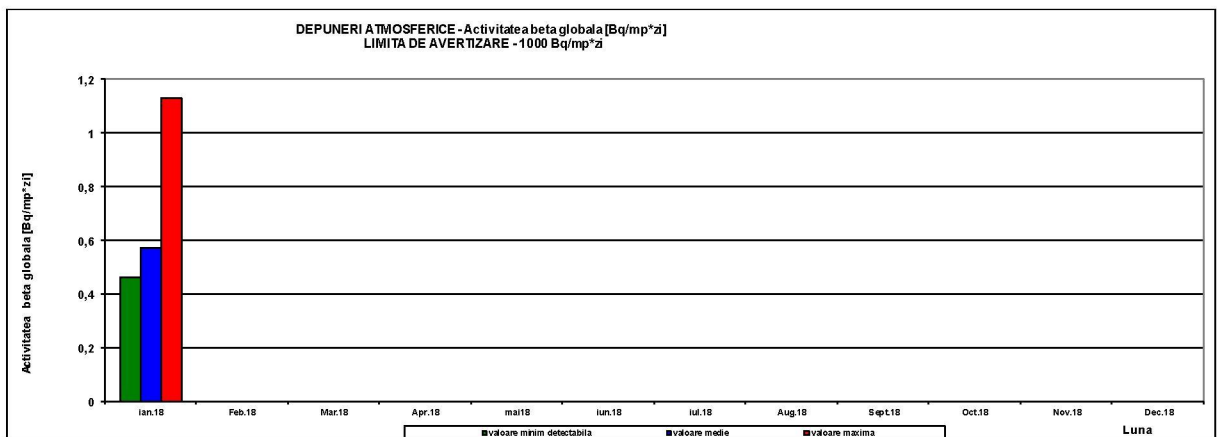 DEPUNERI ATMOSFERICE - Activitatea beta globala [Bq/mp*zi]
LIMITA DE AVERTIZARE - 1000 Bq/mp*zi
Activitatea beta globala [Bq/mp*zi]
1,2
1
0,8
0,6
0,4
0,2
0
ian.18 Feb.18 Mar.18 Apr.18 mai18 iun.18 iul.18 Aug.18 Sept.18 Oct.18 Nov.18 Dec.18
valoare minim detectabila valoare medie valoare maxima
Luna